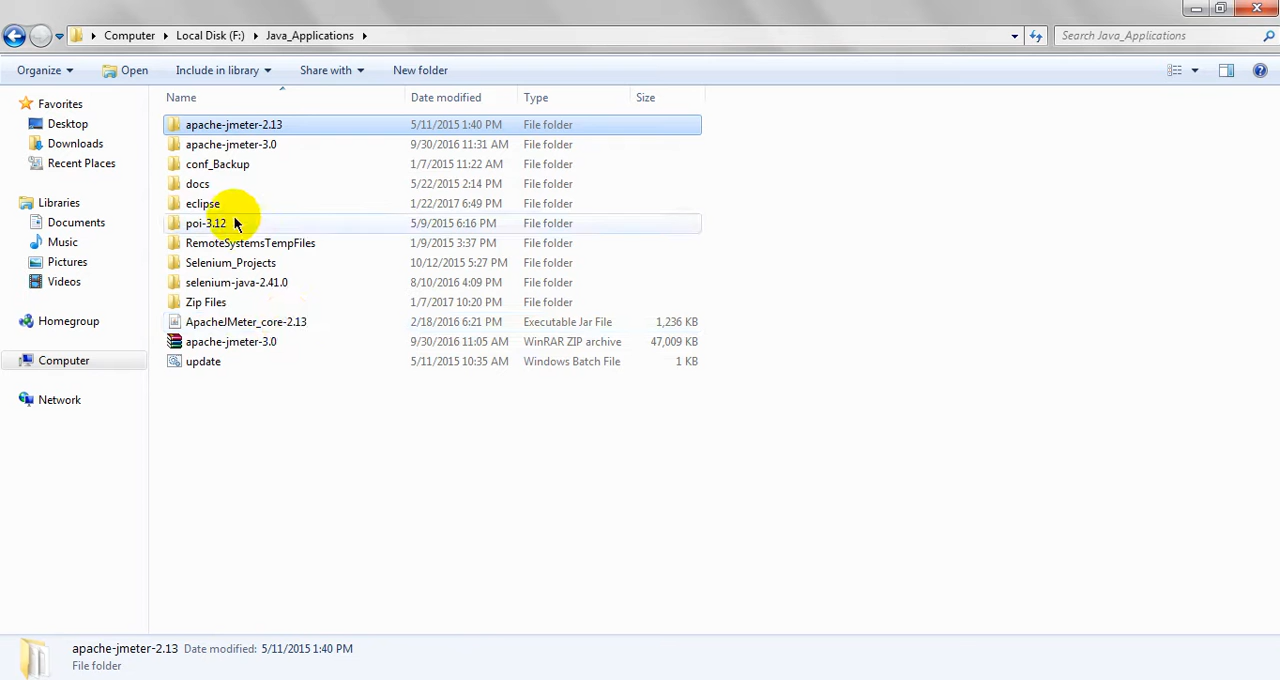 Computer Local Disk (F:) Java_Applications Search Java_Applications
Organize Open Include in library Share with New folder
Name Date modified Type Size
Favorites
Desktop
Downloads
Recent Places
Libraries
Documents
Music
Pictures
Videos
Homegroup
Computer
Network
apache-jmeter-2.13 5/11/2015 1:40 PM File folder
apache-jmeter-3.0 9/30/2016 11:31 AM File folder
conf_Backup 1/7/2015 11:22 AM File folder
docs 5/22/2015 2:14 PM File folder
eclipse 1/22/2017 6:49 PM File folder
poi-3.12 5/9/2015 6:16 PM File folder
RemoteSystemsTempFiles 1/9/2015 3:37 PM File folder
Selenium_Projects 10/12/2015 5:27 PM File folder
selenium-java-2.41.0 8/10/2016 4:09 PM File folder
Zip Files 1/7/2017 10:20 PM File folder
ApacheJMeter_core-2.13 2/18/2016 6:21 PM Executable Jar File 1,236 KB
apache-jmeter-3.0 9/30/2016 11:05 AM WinRAR ZIP archive 47,009 KB
update 5/11/2015 10:35 AM Windows Batch File 1 KB
apache-jmeter-2.13 Date modified: 5/11/2015 1:40 PM
File folder